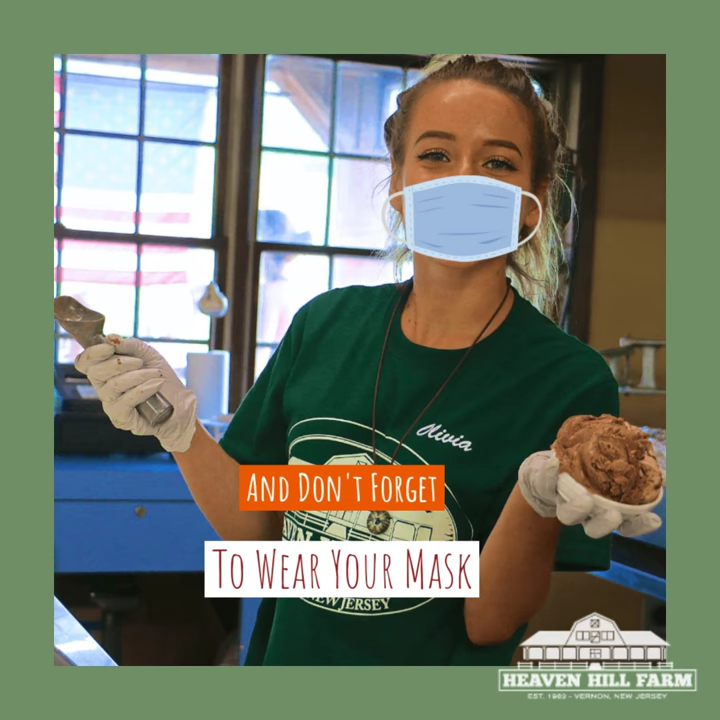 Olivia
And Don't Forget
To Wear Your Mask
NEW JERSEY
HEAVEN HILL FARM
EST. 1983 - VERNON, NEW JERSEY